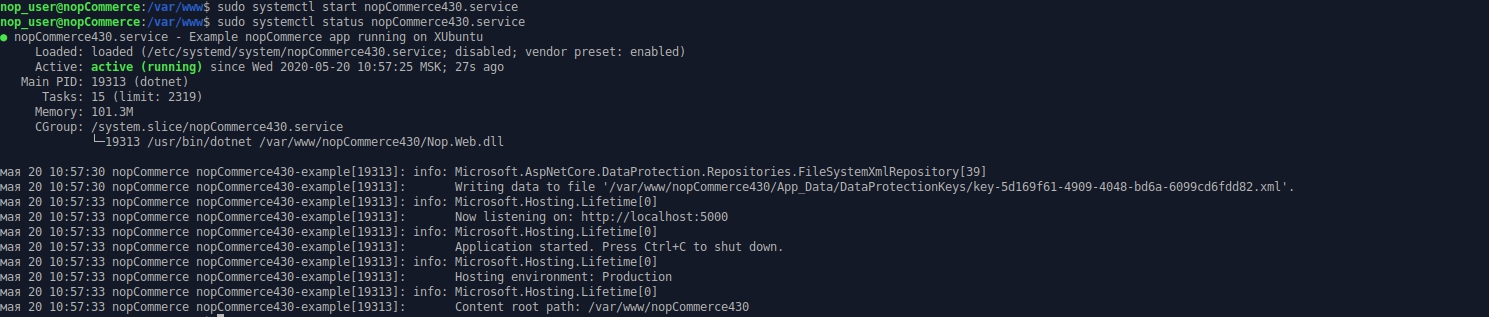 nop_user@nopCommerce:/var/www$ sudo systemctl start nopCommerce430.service
nop_user@nopCommerce:/var/www$ sudo systemctl status nopCommerce430.service
● nopCommerce430.service - Example nopCommerce app running on XUbuntu
     Loaded: loaded (/etc/systemd/system/nopCommerce430.service; disabled; vendor preset: enabled)
     Active: active (running) since Wed 2020-05-20 10:57:25 MSK; 27s ago
   Main PID: 19313 (dotnet)
      Tasks: 15 (limit: 2319)
     Memory: 101.3M
     CGroup: /system.slice/nopCommerce430.service
             └─19313 /usr/bin/dotnet /var/www/nopCommerce430/Nop.Web.dll

мая 20 10:57:30 nopCommerce nopCommerce430-example[19313]: info: Microsoft.AspNetCore.DataProtection.Repositories.FileSystemXmlRepository[39]
мая 20 10:57:30 nopCommerce nopCommerce430-example[19313]:       Writing data to file '/var/www/nopCommerce430/App_Data/DataProtectionKeys/key-5d169f61-4909-4048-bd6a-6099cd6fdd82.xml'.
мая 20 10:57:33 nopCommerce nopCommerce430-example[19313]: info: Microsoft.Hosting.Lifetime[0]
мая 20 10:57:33 nopCommerce nopCommerce430-example[19313]:       Now listening on: http://localhost:5000
мая 20 10:57:33 nopCommerce nopCommerce430-example[19313]: info: Microsoft.Hosting.Lifetime[0]
мая 20 10:57:33 nopCommerce nopCommerce430-example[19313]:       Application started. Press Ctrl+C to shut down.
мая 20 10:57:33 nopCommerce nopCommerce430-example[19313]: info: Microsoft.Hosting.Lifetime[0]
мая 20 10:57:33 nopCommerce nopCommerce430-example[19313]:       Hosting environment: Production
мая 20 10:57:33 nopCommerce nopCommerce430-example[19313]: info: Microsoft.Hosting.Lifetime[0]
мая 20 10:57:33 nopCommerce nopCommerce430-example[19313]:       Content root path: /var/www/nopCommerce430